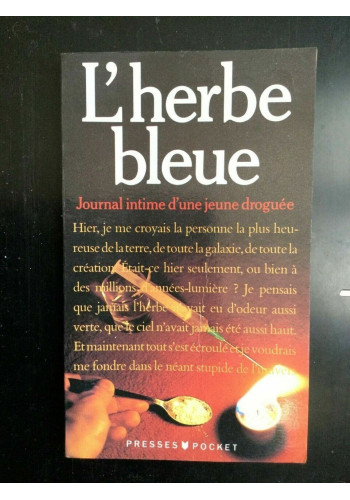 L'herbe
bleue
Journal intime d'une jeune droguée
Hier, je me croyais la personne la plus heu-
reuse de la terre, de toute la galaxie, de toute la
création. Était-ce hier seulement, ou bien à
des millions d'années-lumière ? Je pensais
que jamais l'herbe n'avait eu d'odeur aussi
verte, que le ciel n'avait jamais été aussi haut.
Et maintenant tout s'est écroulé et je voudrais
me fondre dans le néant stupide de l'univers
PRESSES POCKET